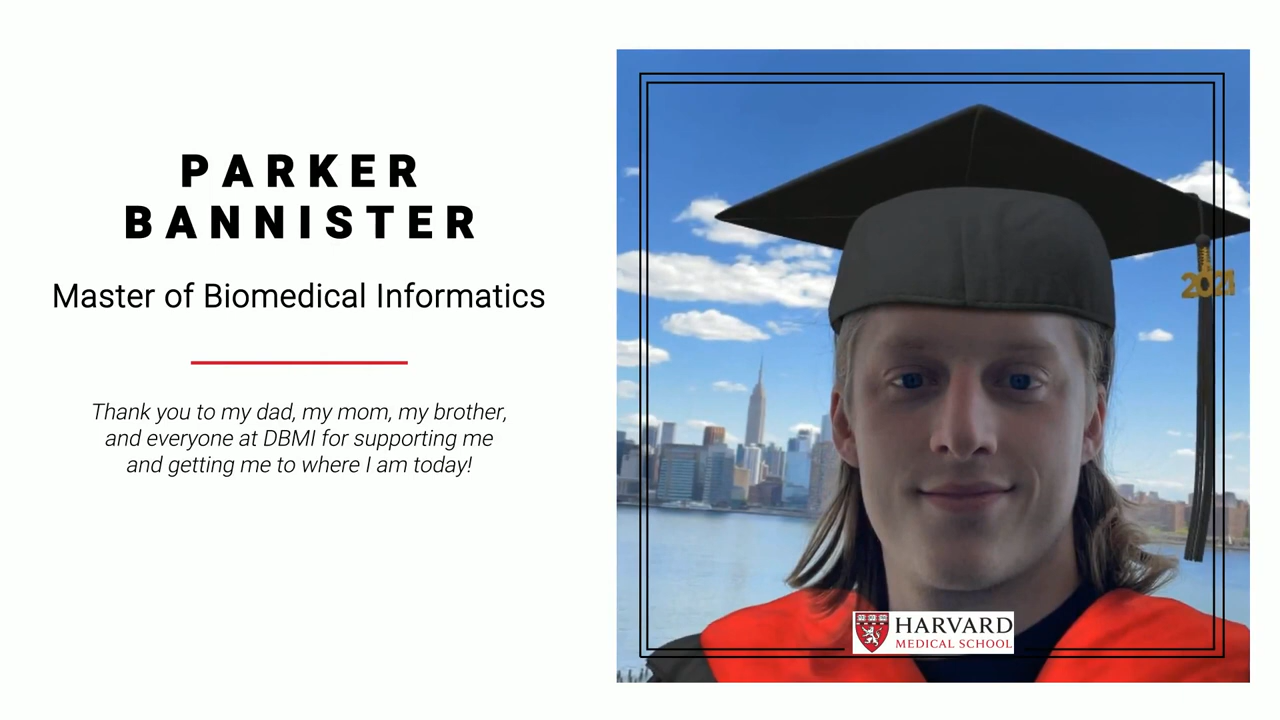 PARKER
BANNISTER
Master of Biomedical Informatics
Thank you to my dad, my mom, my brother,
and everyone at DBMI for supporting me
and getting me to where I am today!
2021
HARVARD
MEDICAL SCHOOL